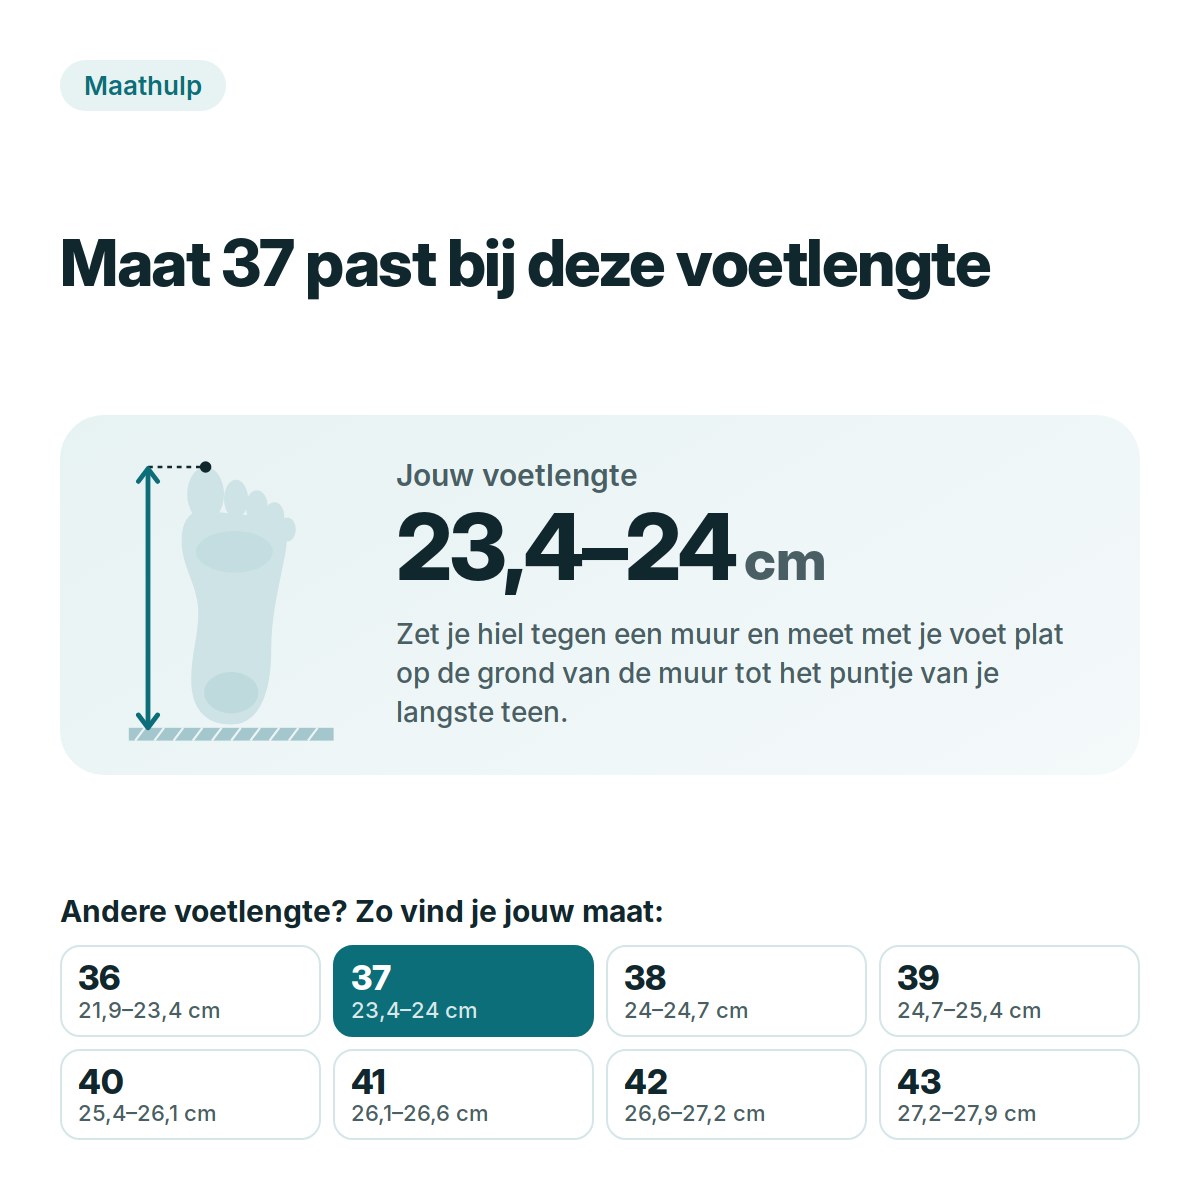 Maathulp
Maat 37 past bij deze voetlengte
Jouw voetlengte
23,4–24 cm
Zet je hiel tegen een muur en meet met je voet plat
op de grond van de muur tot het puntje van je
langste teen.
Andere voetlengte? Zo vind je jouw maat:
36
21,9–23,4 cm
37
23,4–24 cm
38
24–24,7 cm
39
24,7–25,4 cm
40
25,4–26,1 cm
41
26,1–26,6 cm
42
26,6–27,2 cm
43
27,2–27,9 cm